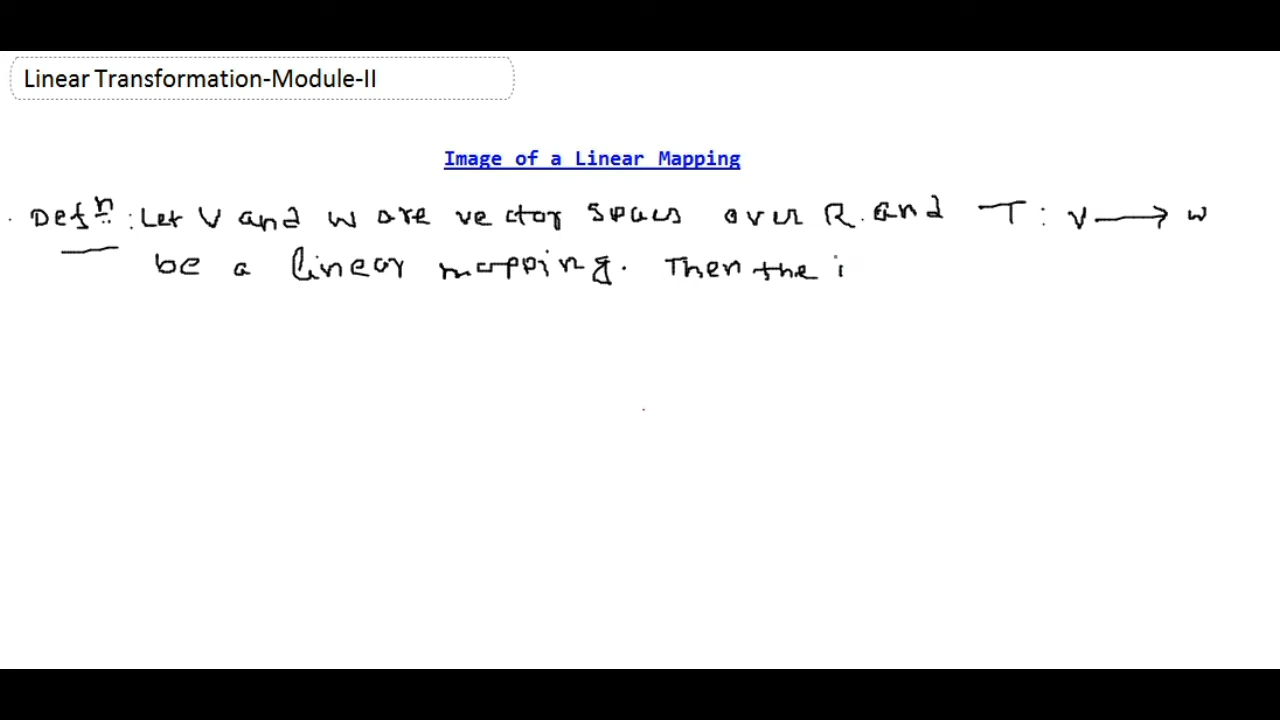 Linear Transformation-Module-II
Image of a Linear Mapping
Defn: Let V and W are vector spaces over R and T: V ⟶ W
be a linear mapping. Then the i